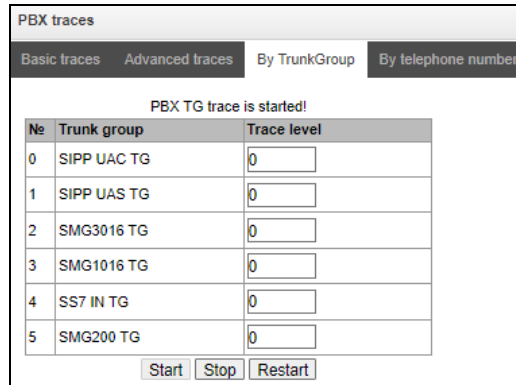 PBX traces
Basic traces Advanced traces By TrunkGroup By telephone number
PBX TG trace is started!
№ Trunk group Trace level
0 SIPP UAC TG 0
1 SIPP UAS TG 0
2 SMG3016 TG 0
3 SMG1016 TG 0
4 SS7 IN TG 0
5 SMG200 TG 0
Start Stop Restart